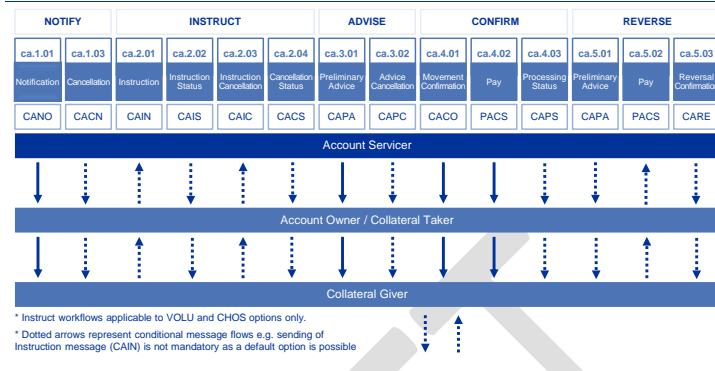 NOTIFY INSTRUCT ADVISE CONFIRM REVERSE
ca.1.01 ca.1.03 ca.2.01 ca.2.02 ca.2.03 ca.2.04 ca.3.01 ca.3.02 ca.4.01 ca.4.02 ca.4.03 ca.5.01 ca.5.02 ca.5.03
Notification Cancellation Instruction Instruction Status Instruction Cancellation Cancellation Status Preliminary Advice Advice Cancellation Movement Confirmation Pay Processing Status Preliminary Advice Pay Reversal Confirmation
CANO CACN CAIN CAIS CAIC CACS CAPA CAPC CACO PACS CAPS CAPA PACS CARE
Account Servicer
Account Owner / Collateral Taker
Collateral Giver
* Instruct workflows applicable to VOLU and CHOS options only.
* Dotted arrows represent conditional message flows e.g. sending of
Instruction message (CAIN) is not mandatory as a default option is possible